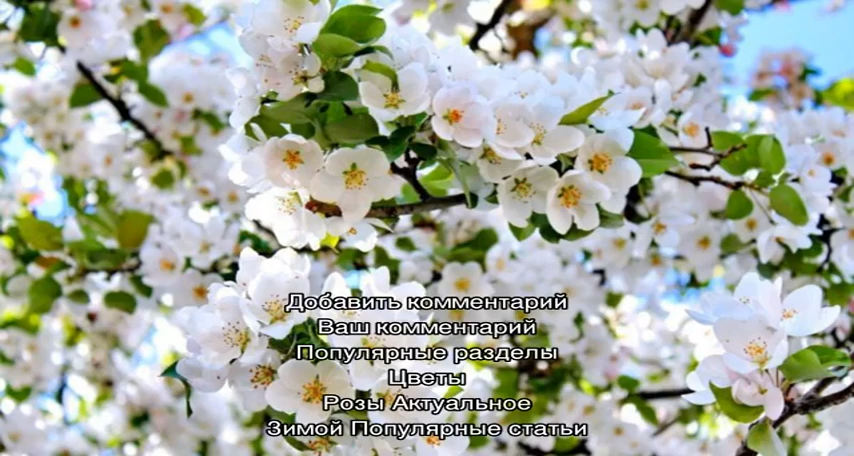 Добавить комментарий
Ваш комментарий
Популярные разделы
Цветы
Розы Актуальное
Зимой Популярные статьи